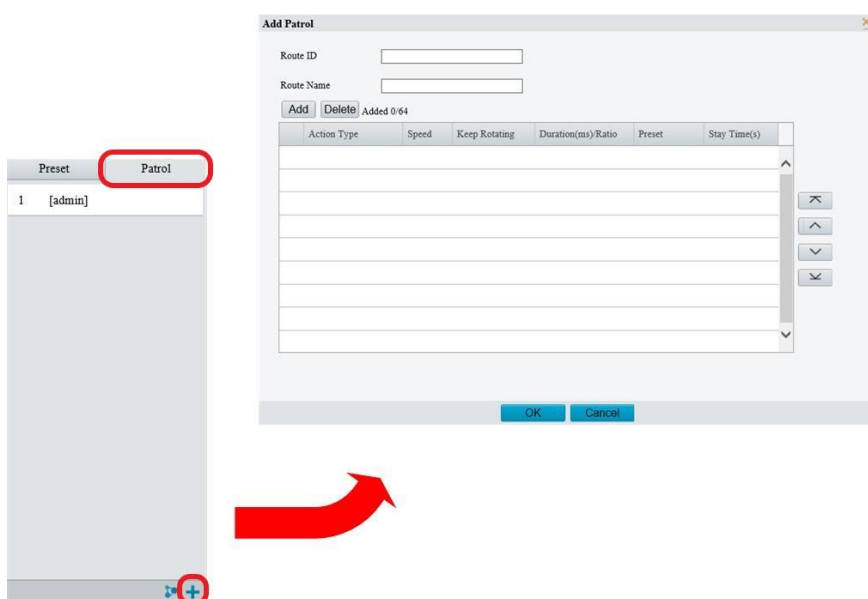 Add Patrol
Route ID
Route Name
Add Delete Added 0/64
Action Type Speed Keep Rotating Duration(ms)/Ratio Preset Stay Time(s)
Preset Patrol
1 [admin]
OK Cancel